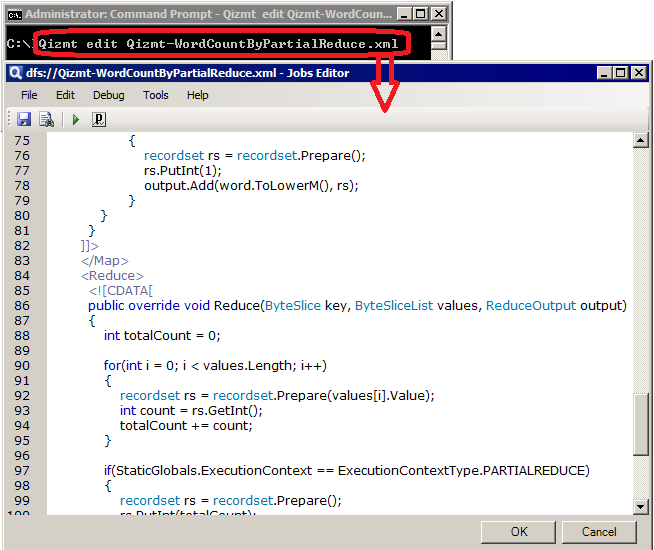 Administrator: Command Prompt - Qizmt edit Qizmt-WordCoun...
C:\>Qizmt edit Qizmt-WordCountByPartialReduce.xml
dfs://Qizmt-WordCountByPartialReduce.xml - Jobs Editor
File Edit Debug Tools Help
75 {
76 recordset rs = recordset.Prepare();
77 rs.PutInt(1);
78 output.Add(word.ToLowerM(), rs);
79 }
80 }
81 }
82 ]]>
83 </Map>
84 <Reduce>
85 <![CDATA[
86 public override void Reduce(ByteSlice key, ByteSliceList values, ReduceOutput output)
87 {
88 int totalCount = 0;
89
90 for(int i = 0; i < values.Length; i++)
91 {
92 recordset rs = recordset.Prepare(values[i].Value);
93 int count = rs.GetInt();
94 totalCount += count;
95 }
96
97 if(StaticGlobals.ExecutionContext == ExecutionContextType.PARTIALREDUCE)
98 {
99 recordset rs = recordset.Prepare();
100 rs.PutInt(totalCount);
OK Cancel